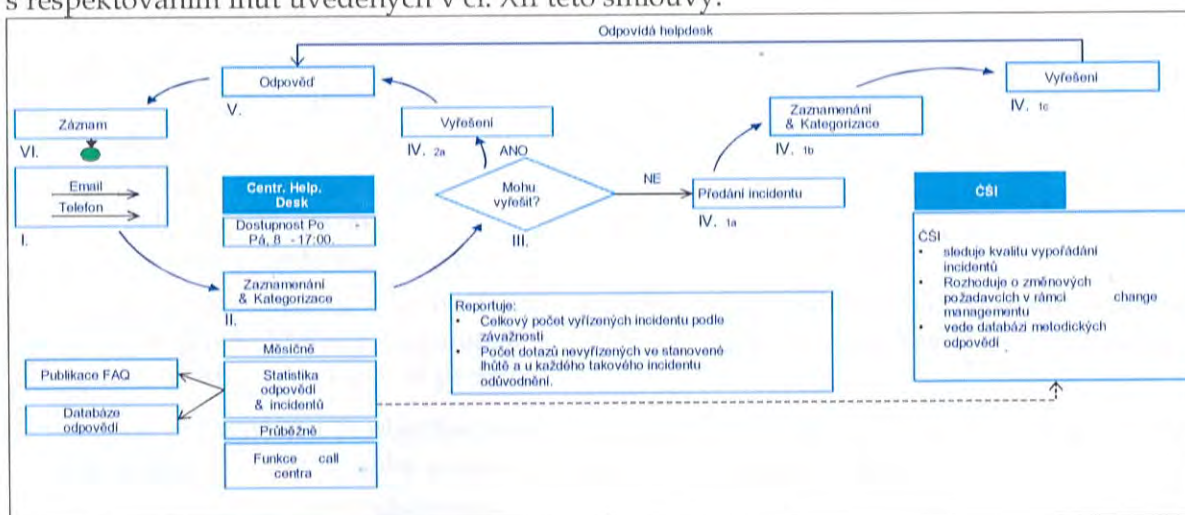 s respektováním lhůt uvedených v čl. XII této smlouvy.
Odpovídá helpdesk
Odpověď
V.
Vyřešení
IV. 1c
Záznam
VI.
Vyřešení
IV. 2a
ANO
Zaznamenání
& Kategorizace
IV. 1b
Email
Telefon
I.
Centr. Help.
Desk
Dostupnost Po -
Pá, 8 -17:00.
Mohu
vyřešit?
III.
NE
Předání incidentu
IV. 1a
ČŠI
Zaznamenání
& Kategorizace
II.
ČŠI
• sleduje kvalitu vypořádání
incidentů
• Rozhoduje o změnových
požadavcích v rámci change
managementu
• vede databázi metodických
odpovědí
Reportuje:
• Celkový počet vyřízených incidentu podle
závažnosti
• Počet dotazů nevyřízených ve stanovené
lhůtě a u každého takového incidentu
odůvodnění.
Měsíčně
Publikace FAQ
Statistika
odpovědí
& incidentů
Databáze
odpovědí
Průběžně
Funkce call
centra